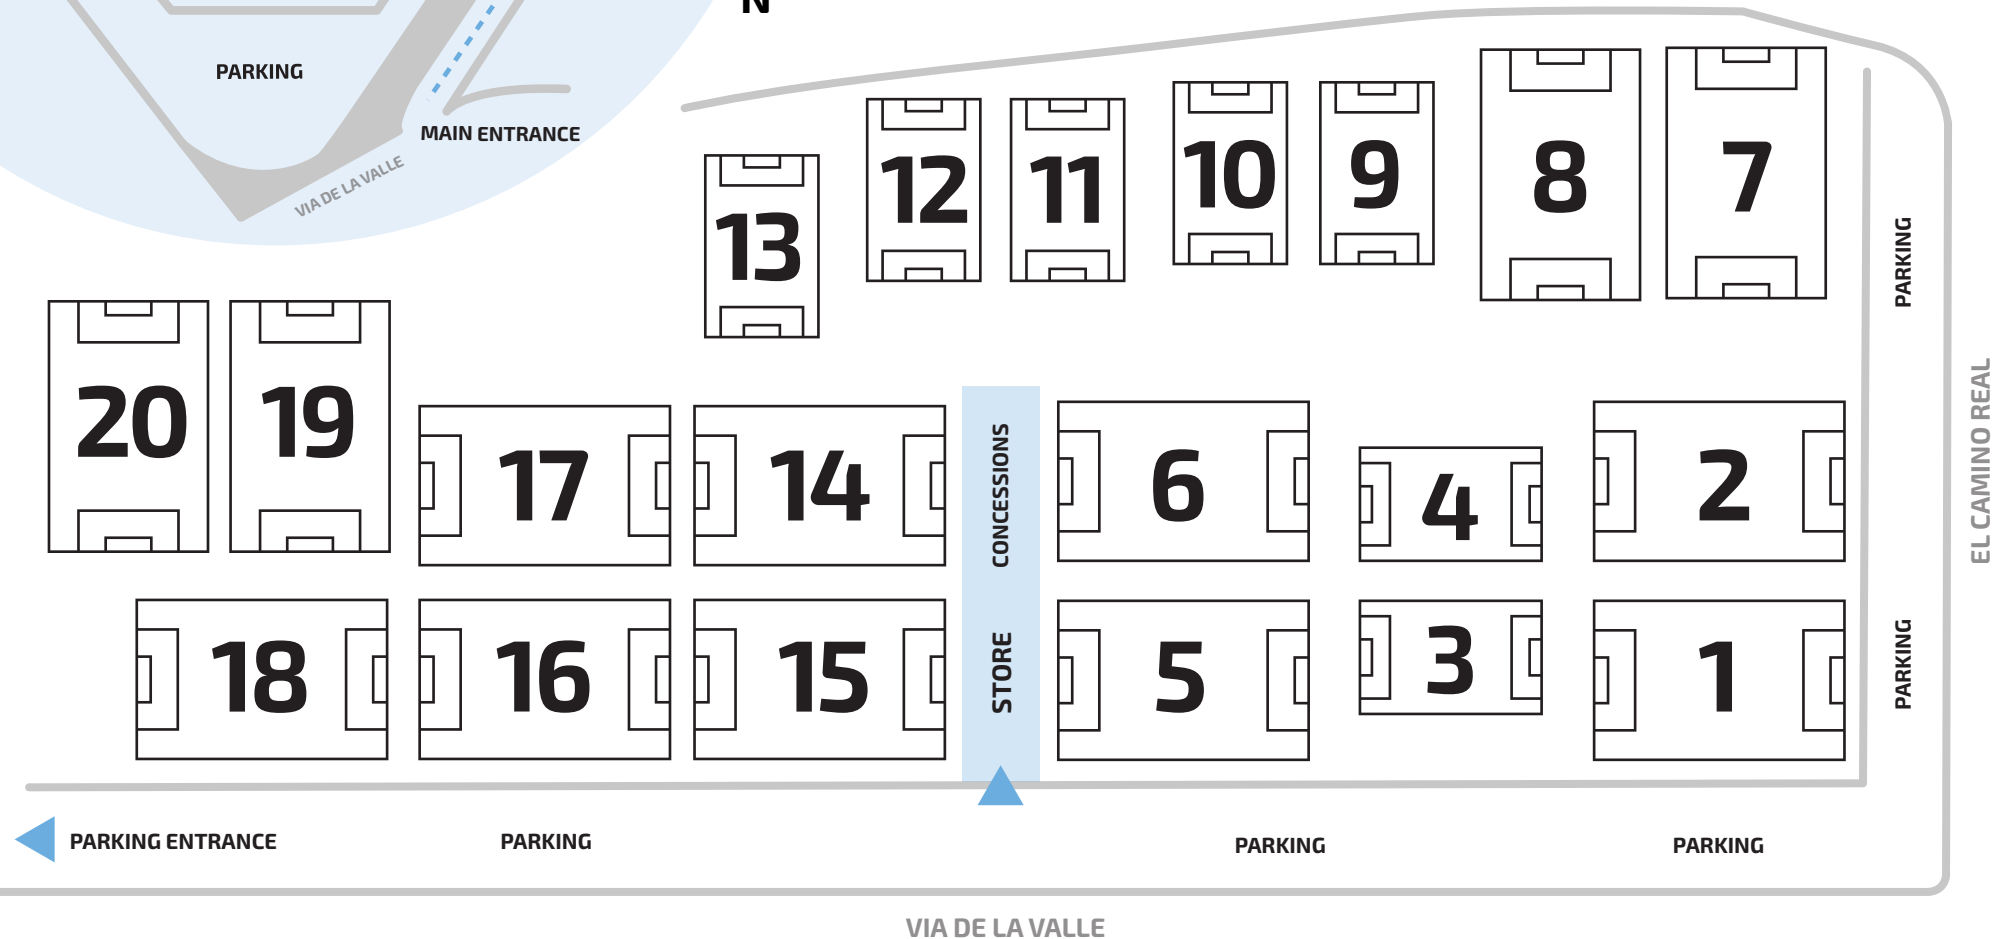 N
PARKING
MAIN ENTRANCE
VIA DE LA VALLE
13
12
11
10
9
8
7
PARKING
20
19
17
14
CONCESSIONS
6
4
2
EL CAMINO REAL
18
16
15
STORE
5
3
1
PARKING
PARKING ENTRANCE
PARKING
PARKING
PARKING
VIA DE LA VALLE